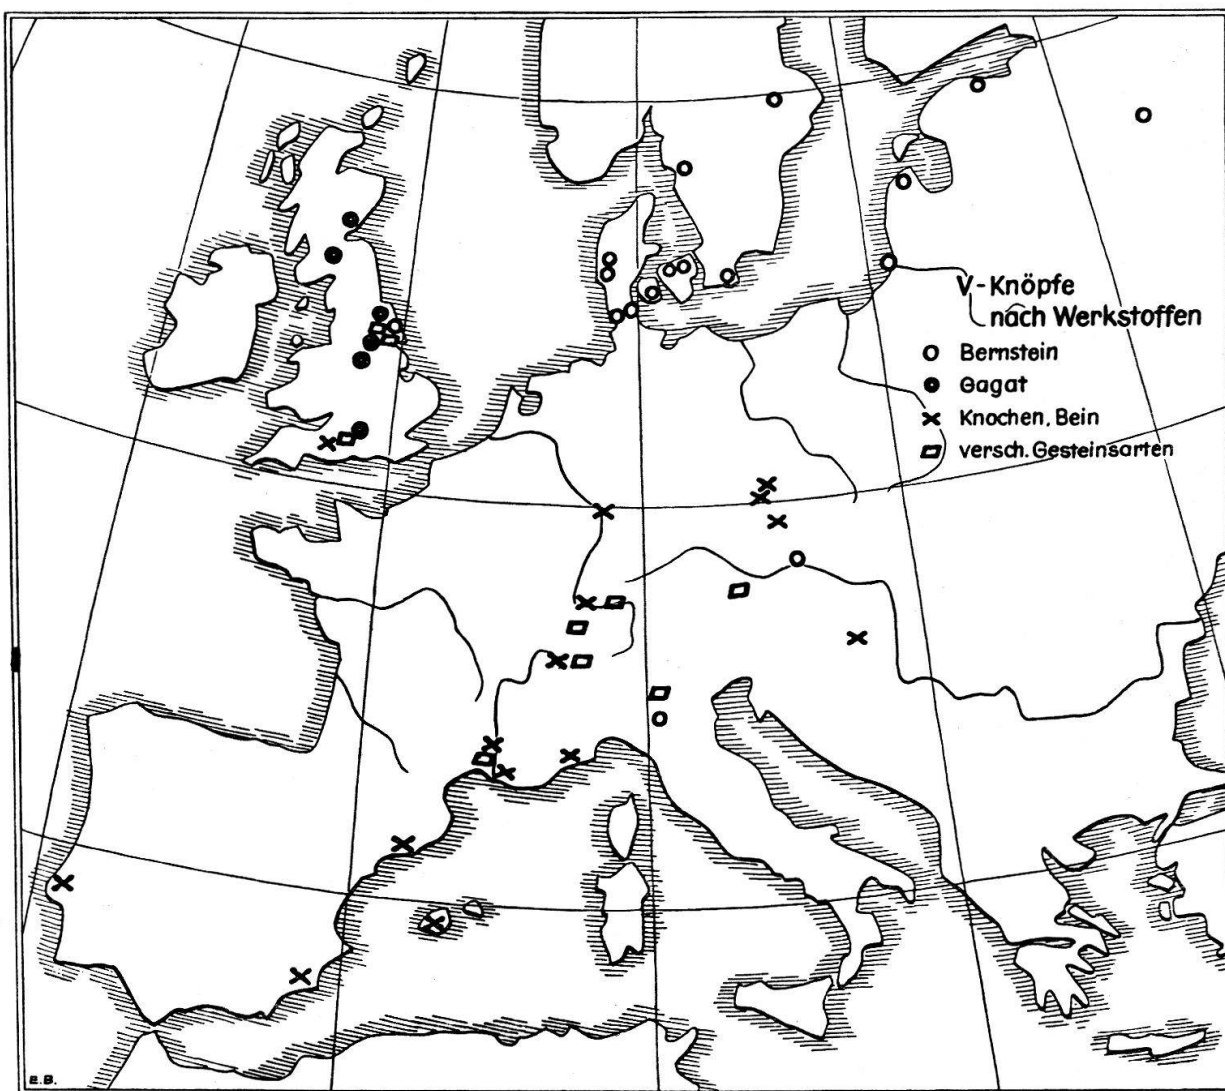 V-Knöpfe
nach Werkstoffen
Bernstein
Gagat
Knochen, Bein
versch. Gesteinsarten
E.B.